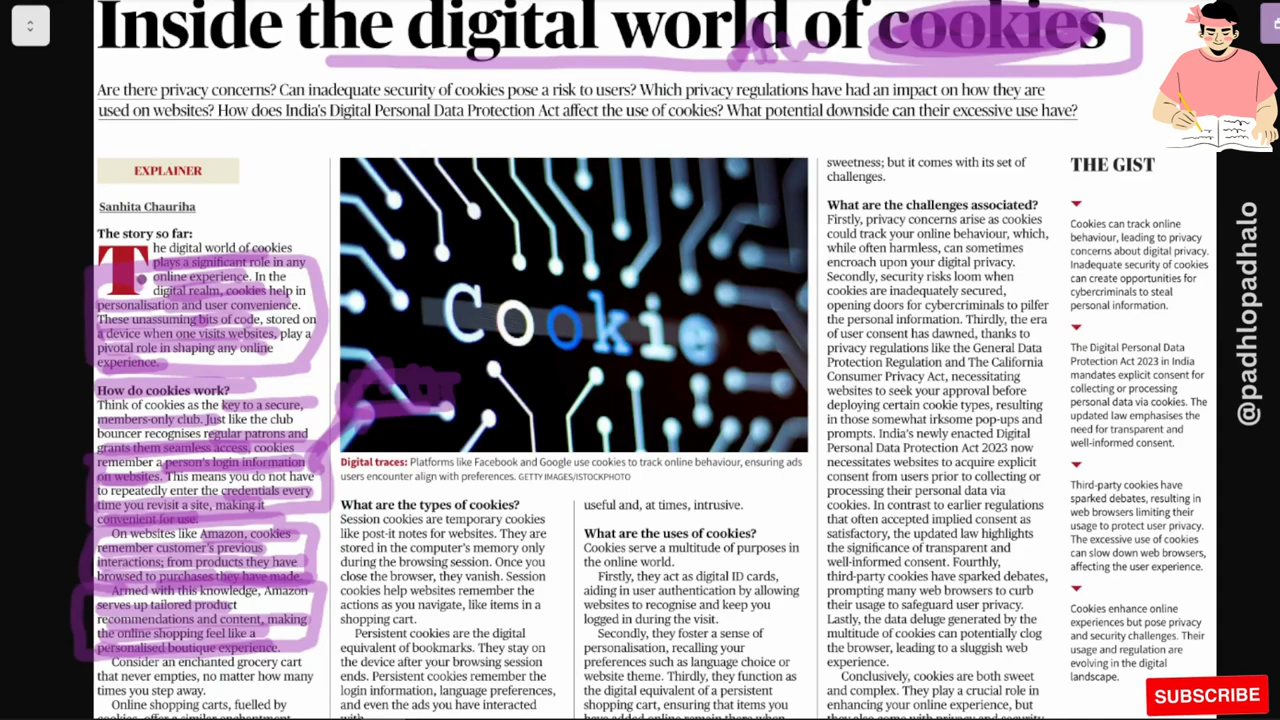 Inside the digital world of cookies
Are there privacy concerns? Can inadequate security of cookies pose a risk to users? Which privacy regulations have had an impact on how they are
used on websites? How does India's Digital Personal Data Protection Act affect the use of cookies? What potential downside can their excessive use have?
EXPLAINER
Sanhita Chauriha
The story so far:
The digital world of cookies
plays a significant role in any
online experience. In the
digital realm, cookies help in
personalisation and user convenience.
These unassuming bits of code, stored on
a device when one visits websites, play a
pivotal role in shaping any online
experience.
How do cookies work?
Think of cookies as the key to a secure,
members-only club. Just like the club
bouncer recognises regular patrons and
grants them seamless access, cookies
remember a person's login information
on websites. This means you do not have
to repeatedly enter the credentials every
time you revisit a site, making it
convenient for use.
On websites like Amazon, cookies
remember customer's previous
interactions; from products they have
browsed to purchases they have made.
Armed with this knowledge, Amazon
serves up tailored product
recommendations and content, making
the online shopping feel like a
personalised boutique experience.
Consider an enchanted grocery cart
that never empties, no matter how many
times you step away.
Online shopping carts, fuelled by
Cookie
Digital traces: Platforms like Facebook and Google use cookies to track online behaviour, ensuring ads
users encounter align with preferences. GETTY IMAGES/ISTOCKPHOTO
What are the types of cookies?
Session cookies are temporary cookies
like post-it notes for websites. They are
stored in the computer's memory only
during the browsing session. Once you
close the browser, they vanish. Session
cookies help websites remember the
actions as you navigate, like items in a
shopping cart.
Persistent cookies are the digital
equivalent of bookmarks. They stay on
the device after your browsing session
ends. Persistent cookies remember the
login information, language preferences,
and even the ads you have interacted
useful and, at times, intrusive.
What are the uses of cookies?
Cookies serve a multitude of purposes in
the online world.
Firstly, they act as digital ID cards,
aiding in user authentication by allowing
websites to recognise and keep you
logged in during the visit.
Secondly, they foster a sense of
personalisation, recalling your
preferences such as language choice or
website theme. Thirdly, they function as
the digital equivalent of a persistent
shopping cart, ensuring that items you
sweetness; but it comes with its set of
challenges.
What are the challenges associated?
Firstly, privacy concerns arise as cookies
could track your online behaviour, which,
while often harmless, can sometimes
encroach upon your digital privacy.
Secondly, security risks loom when
cookies are inadequately secured,
opening doors for cybercriminals to pilfer
the personal information. Thirdly, the era
of user consent has dawned, thanks to
privacy regulations like the General Data
Protection Regulation and The California
Consumer Privacy Act, necessitating
websites to seek your approval before
deploying certain cookie types, resulting
in those somewhat irksome pop-ups and
prompts. India's newly enacted Digital
Personal Data Protection Act 2023 now
necessitates websites to acquire explicit
consent from users prior to collecting or
processing their personal data via
cookies. In contrast to earlier regulations
that often accepted implied consent as
satisfactory, the updated law highlights
the significance of transparent and
well-informed consent. Fourthly,
third-party cookies have sparked debates,
prompting many web browsers to curb
their usage to safeguard user privacy.
Lastly, the data deluge generated by the
multitude of cookies can potentially clog
the browser, leading to a sluggish web
experience.
Conclusively, cookies are both sweet
and complex. They play a crucial role in
enhancing your online experience, but
THE GIST
Cookies can track online
behaviour, leading to privacy
concerns about digital privacy.
Inadequate security of cookies
can create opportunities for
cybercriminals to steal
personal information.
The Digital Personal Data
Protection Act 2023 in India
mandates explicit consent for
collecting or processing
personal data via cookies. The
updated law emphasises the
need for transparent and
well-informed consent.
Third-party cookies have
sparked debates, resulting in
web browsers limiting their
usage to protect user privacy.
The excessive use of cookies
can slow down web browsers,
affecting the user experience.
Cookies enhance online
experiences but pose privacy
and security challenges. Their
use and regulation are
evolving in the digital
landscape.
@padhlopadhalo
SUBSCRIBE